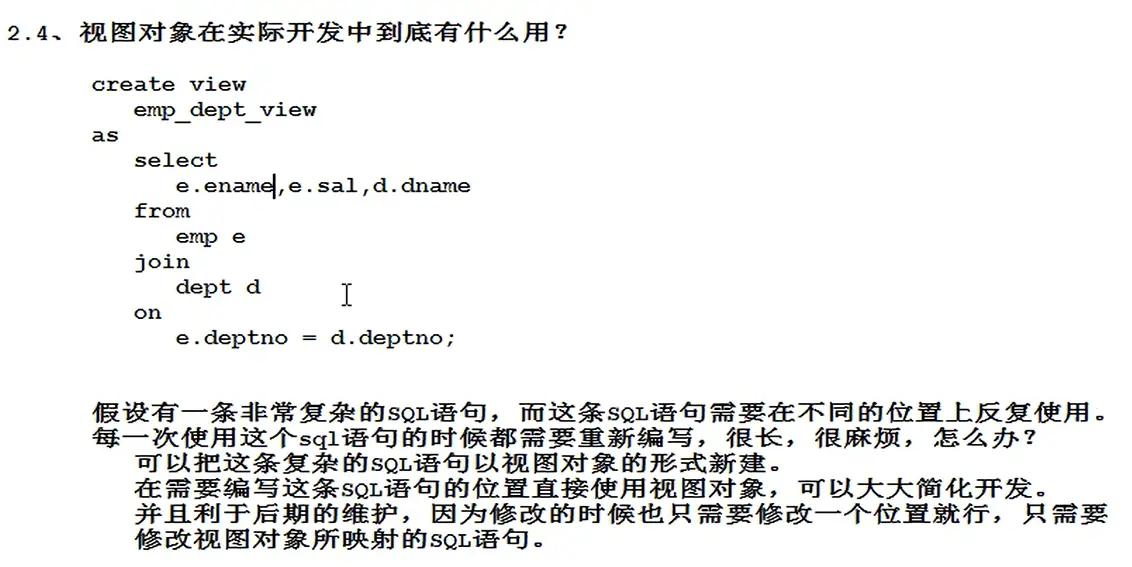 2.4、视图对象在实际开发中到底有什么用？
create view
emp_dept_view
as
select
e.ename,e.sal,d.dname
from
emp e
join
dept d
on
e.deptno = d.deptno;
假设有一条非常复杂的SQL语句，而这条SQL语句需要在不同的位置上反复使用。
每一次使用这个sql语句的时候都需要重新编写，很长，很麻烦，怎么办？
可以把这条复杂的SQL语句以视图对象的形式新建。
在需要编写这条SQL语句的位置直接使用视图对象，可以大大简化开发。
并且利于后期的维护，因为修改的时候也只需要修改一个位置就行，只需要
修改视图对象所映射的SQL语句。